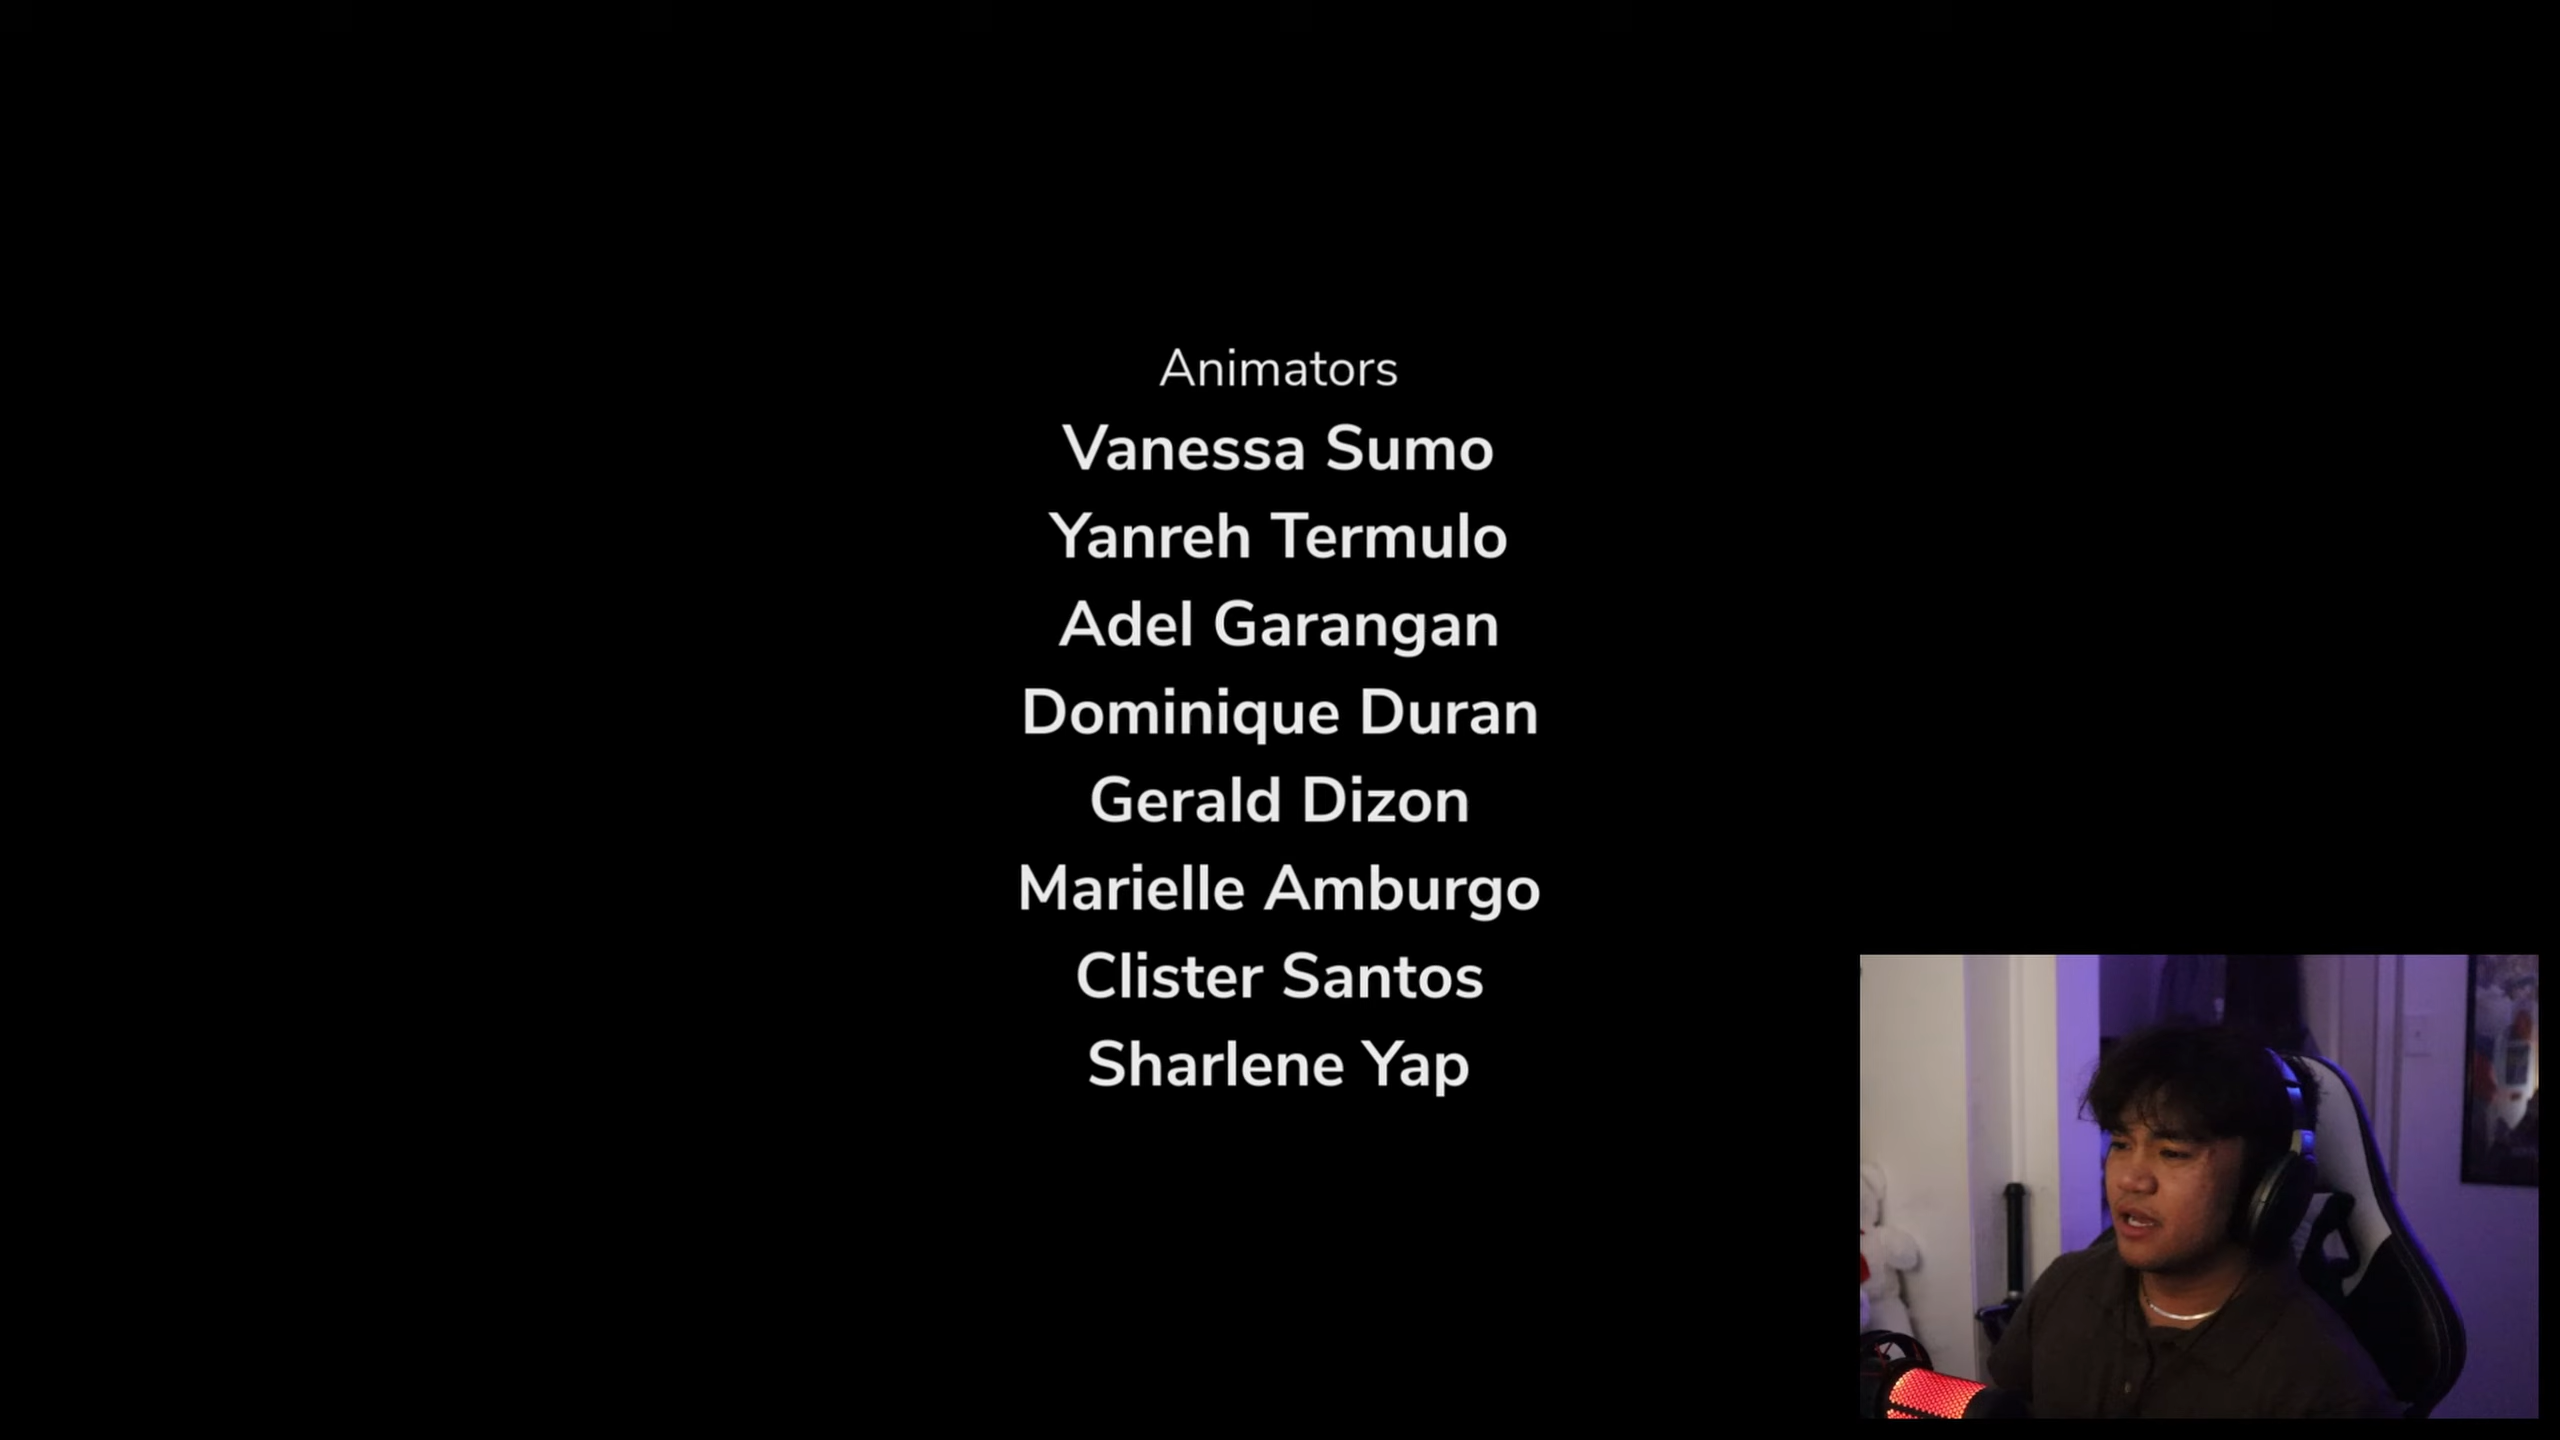 Animators
Vanessa Sumo
Yanreh Termulo
Adel Garangan
Dominique Duran
Gerald Dizon
Marielle Amburgo
Clister Santos
Sharlene Yap